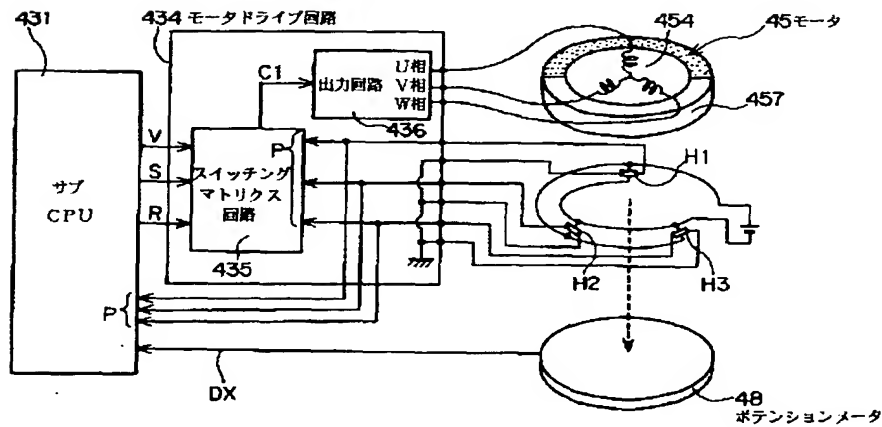 431
434 モータドライブ回路
454
45モータ
C1
出力回路
U相
V相
W相
436
457
V
S
R
P
スイッチング
マトリクス
回路
435
サブ
CPU
H1
H2
H3
P
DX
48
ポテンションメータ